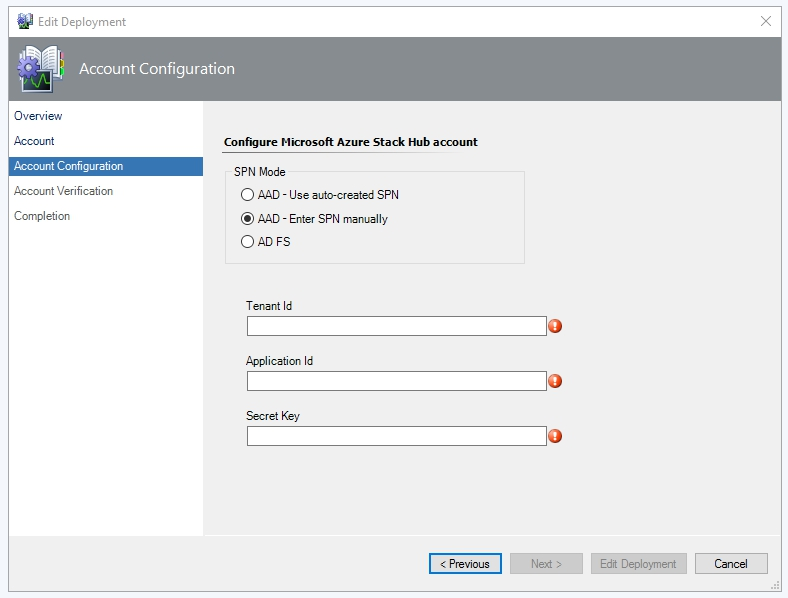 Edit Deployment
Account Configuration
Overview
Account
Account Configuration
Account Verification
Completion
Configure Microsoft Azure Stack Hub account
SPN Mode
AAD - Use auto-created SPN
AAD - Enter SPN manually
AD FS
Tenant Id
Application Id
Secret Key
< Previous
Next >
Edit Deployment
Cancel